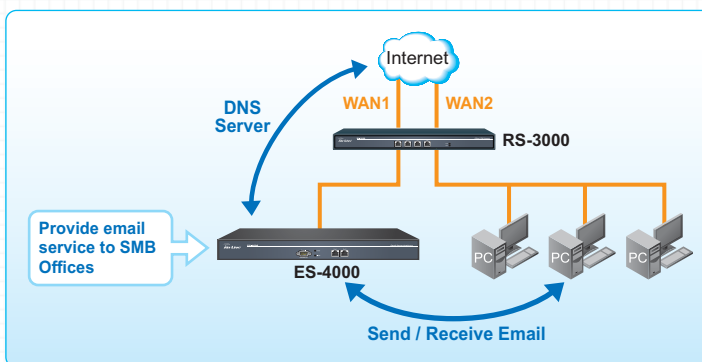 Internet
WAN1
WAN2
DNS
Server
RS-3000
Provide email
service to SMB
Offices
ES-4000
PC
PC
PC
Send / Receive Email